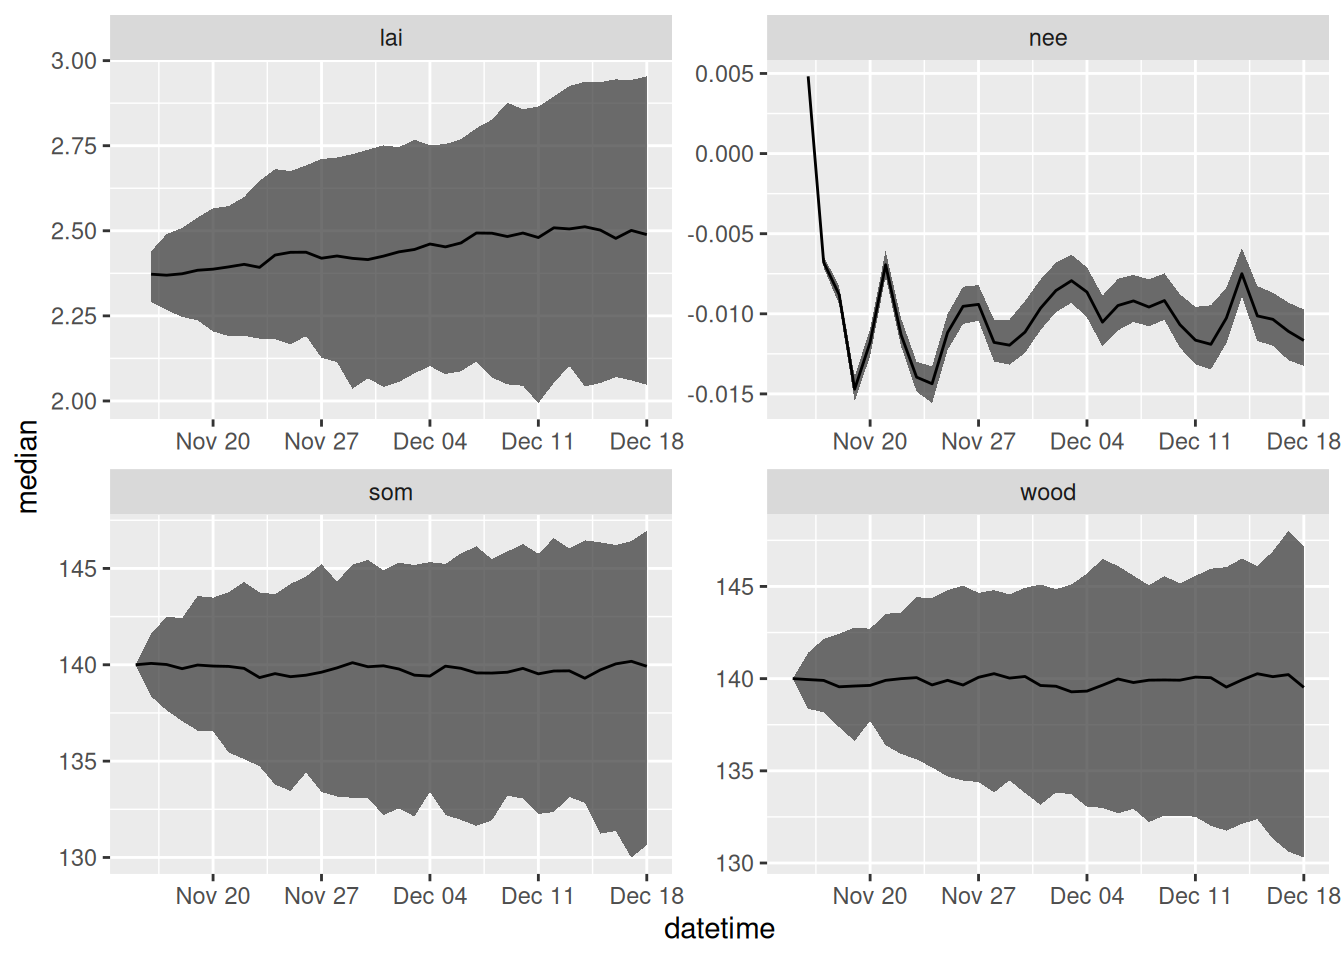 lai
3.00
2.75
2.50
2.25
2.00
Nov 20 Nov 27 Dec 04 Dec 11 Dec 18
nee
0.005
0.000
-0.005
-0.010
-0.015
Nov 20 Nov 27 Dec 04 Dec 11 Dec 18
median
som
145
140
135
130
Nov 20 Nov 27 Dec 04 Dec 11 Dec 18
wood
145
140
135
130
Nov 20 Nov 27 Dec 04 Dec 11 Dec 18
datetime